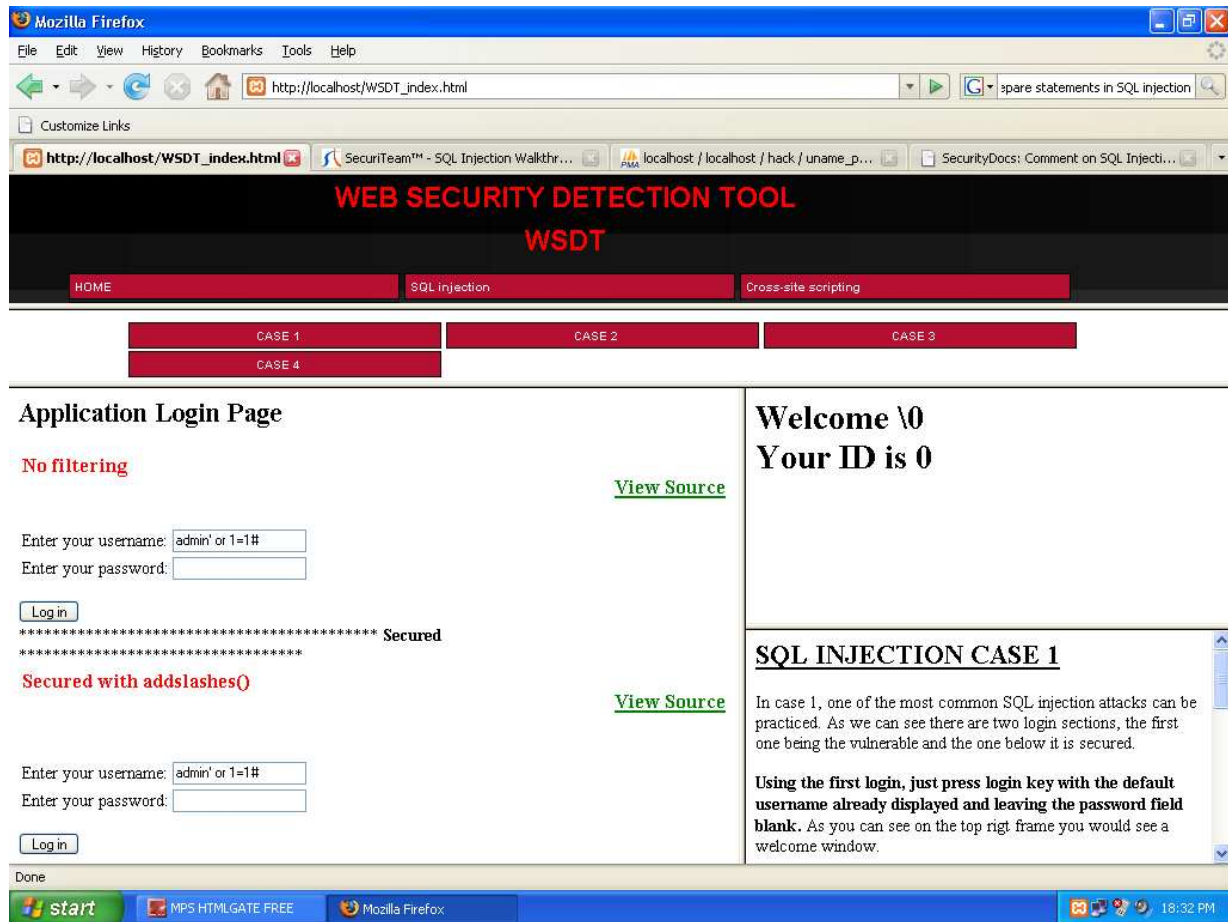 Mozilla Firefox
File Edit View History Bookmarks Tools Help
http://localhost/WSDT_index.html
epare statements in SQL injection
Customize Links
http://localhost/WSDT_index.html
SecuriTeam™ - SQL Injection Walkthr...
localhost / localhost / hack / uname_p...
SecurityDocs: Comment on SQL Injecti...
WEB SECURITY DETECTION TOOL
WSDT
HOME
SQL injection
Cross-site scripting
CASE 1
CASE 2
CASE 3
CASE 4
Application Login Page
No filtering
View Source
Enter your username: admin' or 1=1#
Enter your password:
Log in
******************************************* Secured
**********************************
Secured with addslashes()
View Source
Enter your username: admin' or 1=1#
Enter your password:
Log in
Welcome \0
Your ID is 0
SQL INJECTION CASE 1
In case 1, one of the most common SQL injection attacks can be
practiced. As we can see there are two login sections, the first
one being the vulnerable and the one below it is secured.
Using the first login, just press login key with the default
username already displayed and leaving the password field
blank. As you can see on the top rigt frame you would see a
welcome window.
Done
start
MPS HTMLGATE FREE
Mozilla Firefox
18:32 PM